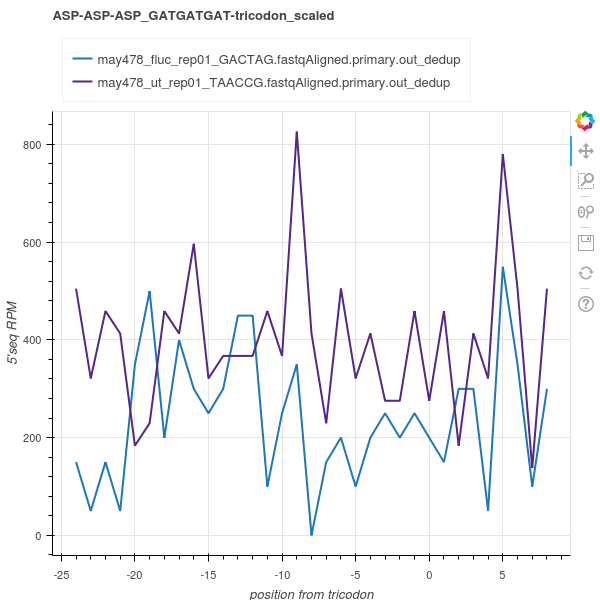 ASP-ASP-ASP_GATGATGAT-tricodon_scaled
may478_fluc_rep01_GACTAG.fastqAligned.primary.out_dedup
may478_ut_rep01_TAACCG.fastqAligned.primary.out_dedup
800
600
400
200
0
5'seq RPM
-25 -20 -15 -10 -5 0 5
position from tricodon